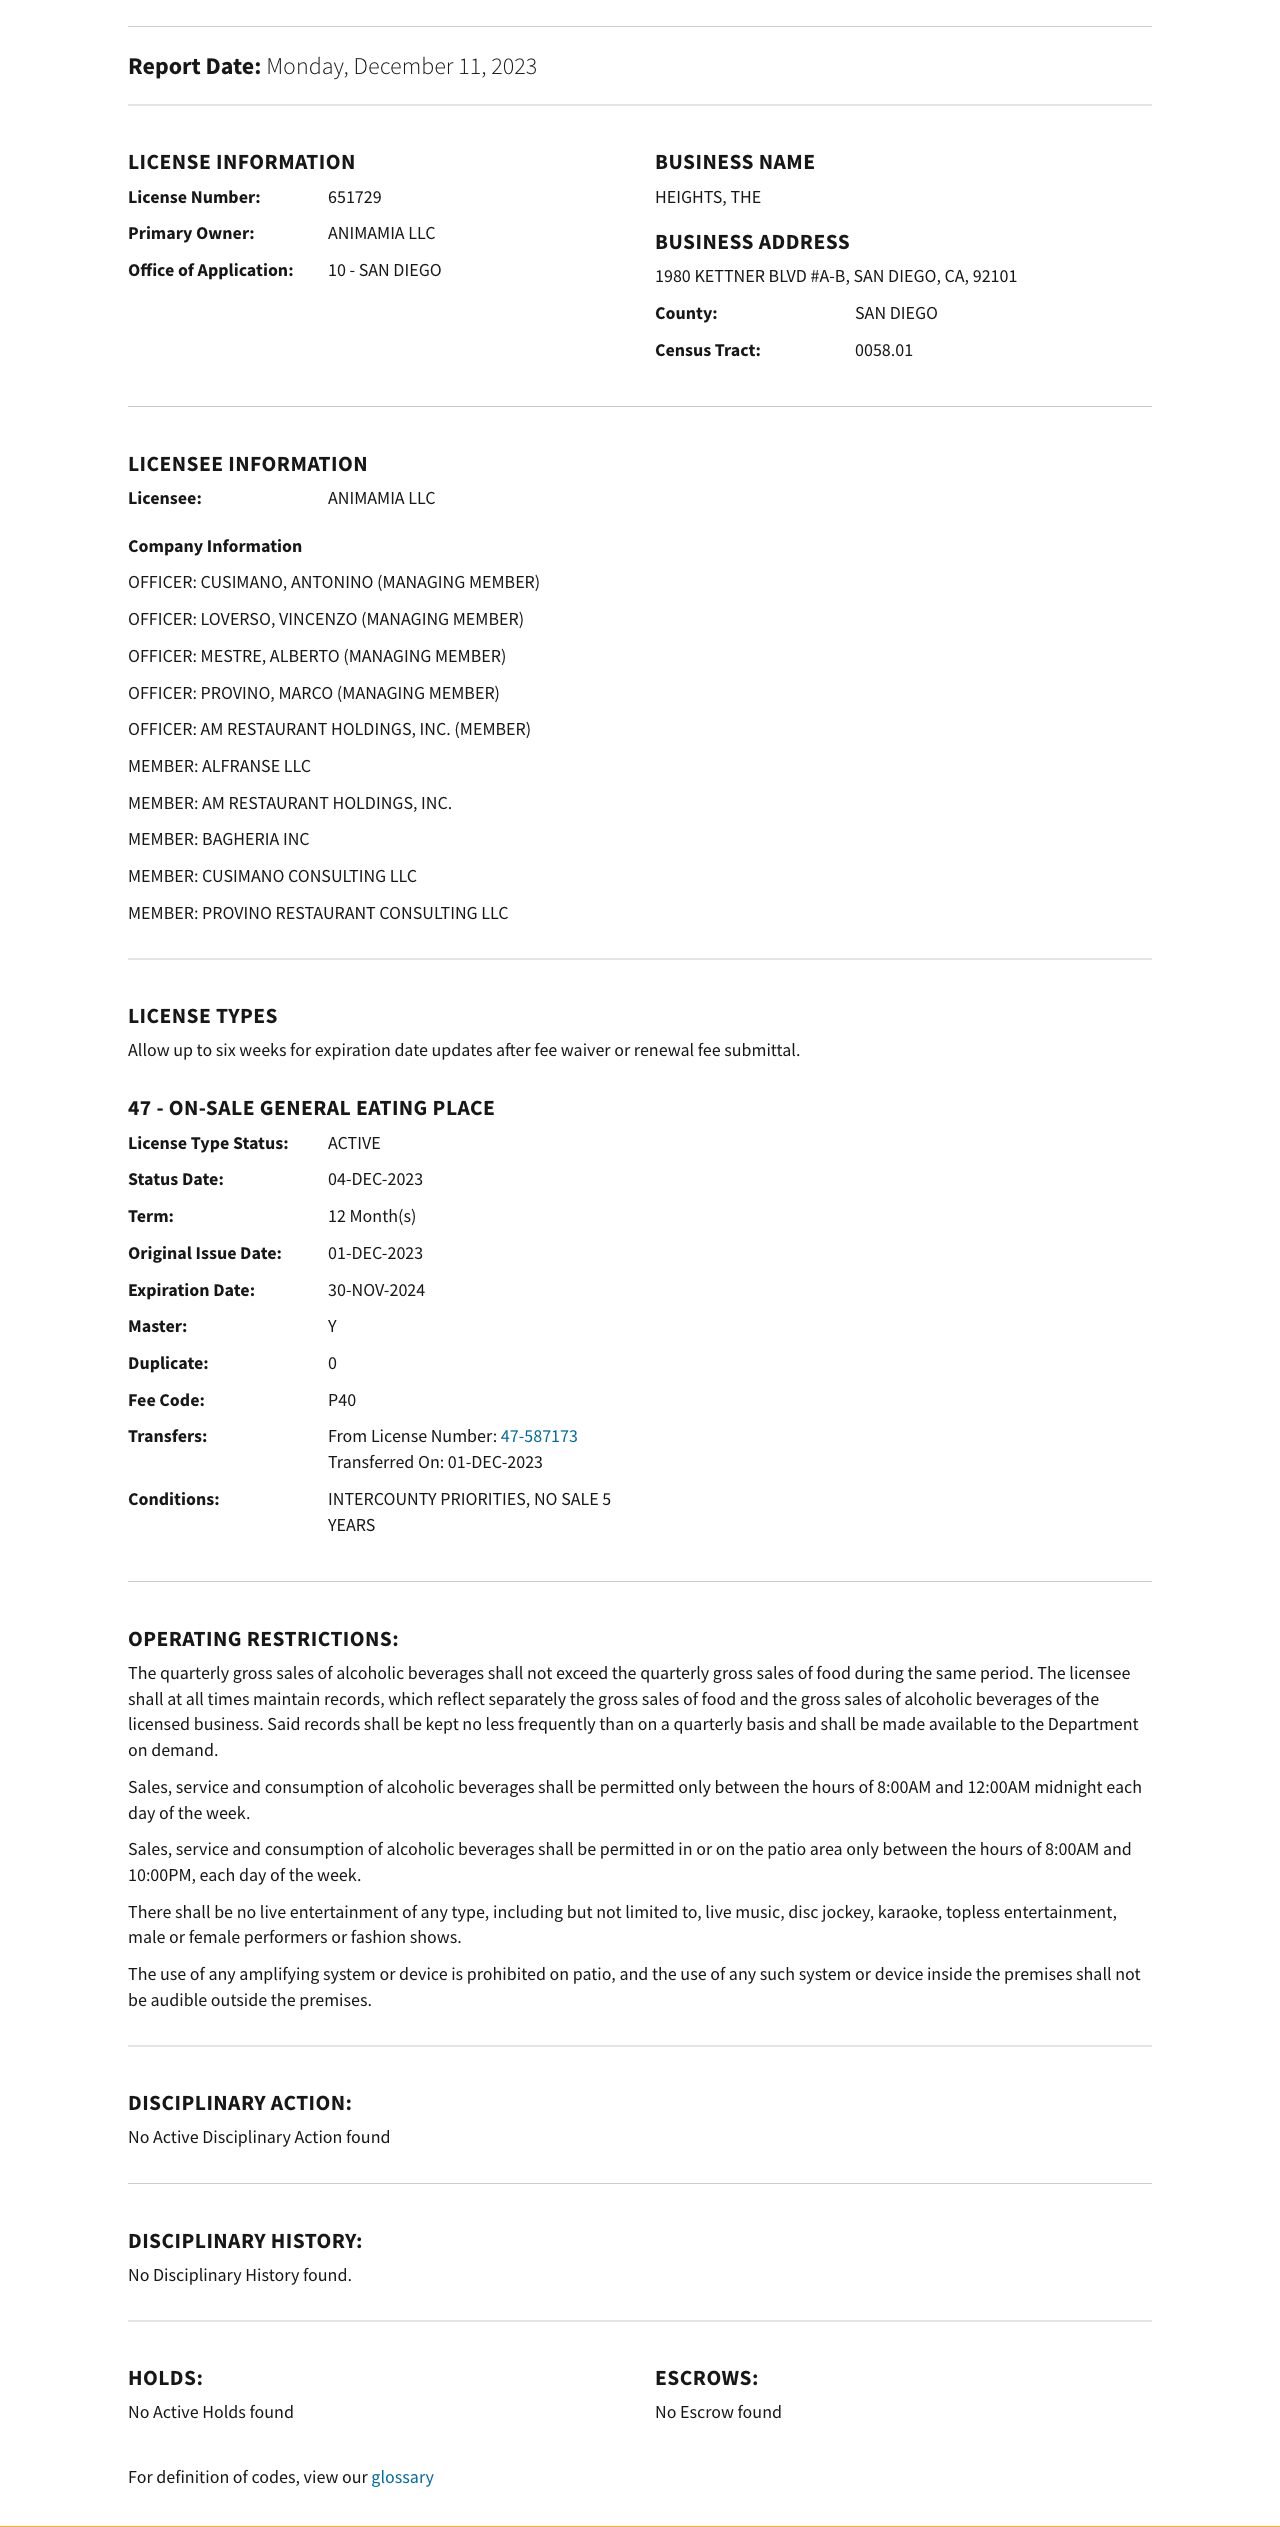 Report Date: Monday, December 11, 2023
LICENSE INFORMATION
License Number: 651729
Primary Owner: ANIMAMIA LLC
Office of Application: 10 - SAN DIEGO
BUSINESS NAME
HEIGHTS, THE
BUSINESS ADDRESS
1980 KETTNER BLVD #A-B, SAN DIEGO, CA, 92101
County: SAN DIEGO
Census Tract: 0058.01
LICENSEE INFORMATION
Licensee: ANIMAMIA LLC
Company Information
OFFICER: CUSIMANO, ANTONINO (MANAGING MEMBER)
OFFICER: LOVERSO, VINCENZO (MANAGING MEMBER)
OFFICER: MESTRE, ALBERTO (MANAGING MEMBER)
OFFICER: PROVINO, MARCO (MANAGING MEMBER)
OFFICER: AM RESTAURANT HOLDINGS, INC. (MEMBER)
MEMBER: ALFRANSE LLC
MEMBER: AM RESTAURANT HOLDINGS, INC.
MEMBER: BAGHERIA INC
MEMBER: CUSIMANO CONSULTING LLC
MEMBER: PROVINO RESTAURANT CONSULTING LLC
LICENSE TYPES
Allow up to six weeks for expiration date updates after fee waiver or renewal fee submittal.
47 - ON-SALE GENERAL EATING PLACE
License Type Status: ACTIVE
Status Date: 04-DEC-2023
Term: 12 Month(s)
Original Issue Date: 01-DEC-2023
Expiration Date: 30-NOV-2024
Master: Y
Duplicate: 0
Fee Code: P40
Transfers: From License Number: 47-587173
Transferred On: 01-DEC-2023
Conditions: INTERCOUNTY PRIORITIES, NO SALE 5
YEARS
OPERATING RESTRICTIONS:
The quarterly gross sales of alcoholic beverages shall not exceed the quarterly gross sales of food during the same period. The licensee
shall at all times maintain records, which reflect separately the gross sales of food and the gross sales of alcoholic beverages of the
licensed business. Said records shall be kept no less frequently than on a quarterly basis and shall be made available to the Department
on demand.
Sales, service and consumption of alcoholic beverages shall be permitted only between the hours of 8:00AM and 12:00AM midnight each
day of the week.
Sales, service and consumption of alcoholic beverages shall be permitted in or on the patio area only between the hours of 8:00AM and
10:00PM, each day of the week.
There shall be no live entertainment of any type, including but not limited to, live music, disc jockey, karaoke, topless entertainment,
male or female performers or fashion shows.
The use of any amplifying system or device is prohibited on patio, and the use of any such system or device inside the premises shall not
be audible outside the premises.
DISCIPLINARY ACTION:
No Active Disciplinary Action found
DISCIPLINARY HISTORY:
No Disciplinary History found.
HOLDS:
No Active Holds found
ESCROWS:
No Escrow found
For definition of codes, view our glossary